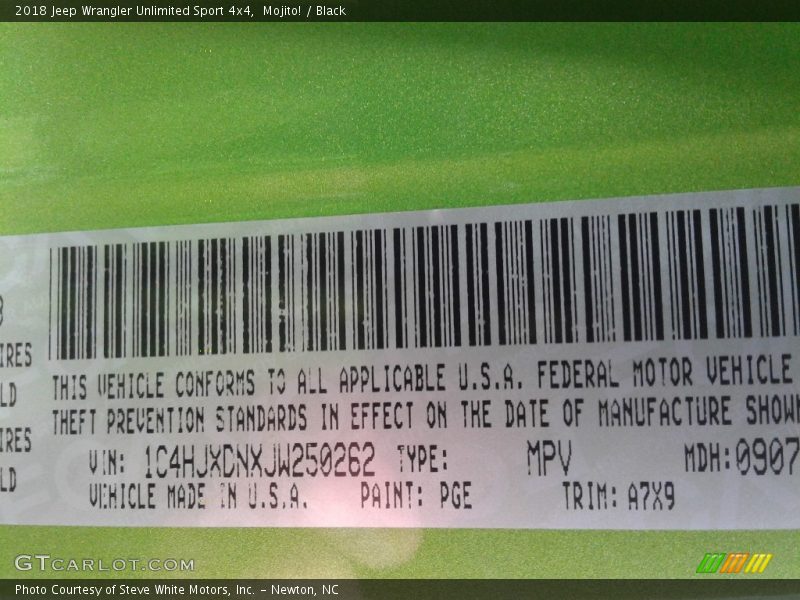 2018 Jeep Wrangler Unlimited Sport 4x4, Mojito! / Black
IRES
LD
IRES
LD
THIS VEHICLE CONFORMS TO ALL APPLICABLE U.S.A. FEDERAL MOTOR VEHICLE
THEFT PREVENTION STANDARDS IN EFFECT ON THE DATE OF MANUFACTURE SHOWN
VIN: 1C4HJXDNXJW250262 TYPE: MPV MDH:0907
VEHICLE MADE IN U.S.A. PAINT: PGE TRIM: A7X9
GTCARLOT.COM
Photo Courtesy of Steve White Motors, Inc. – Newton, NC